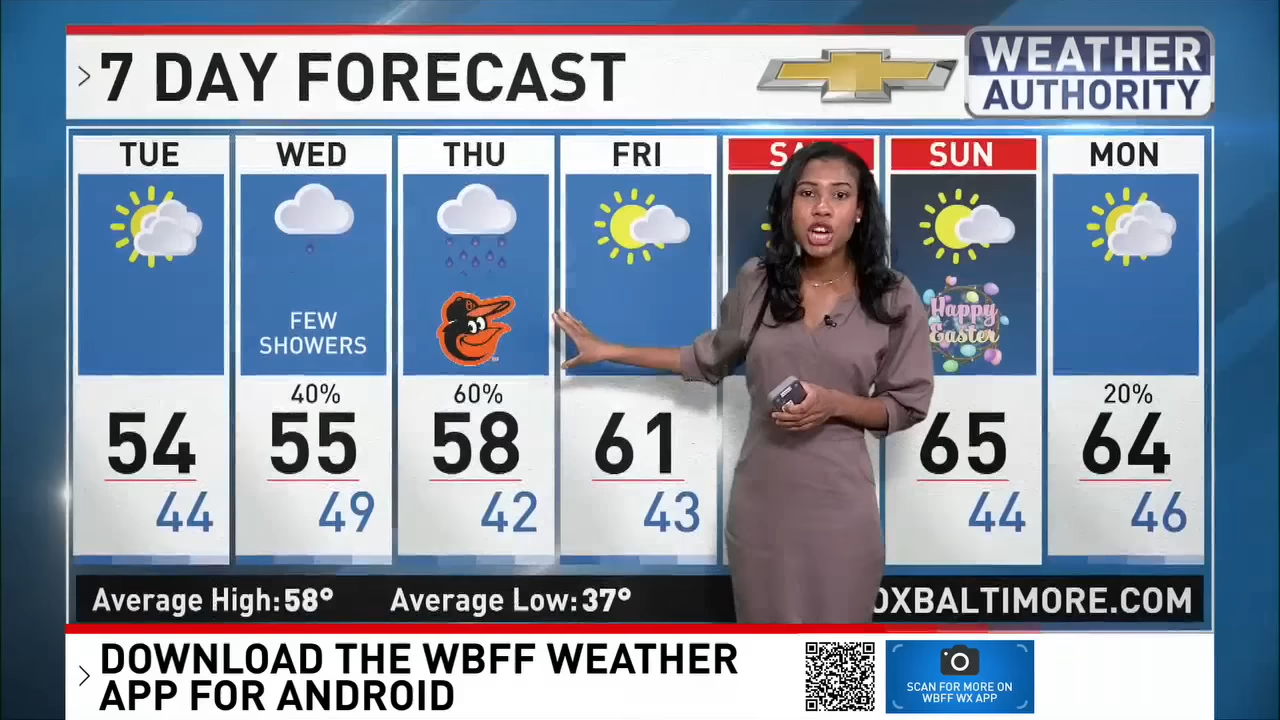 7 DAY FORECAST
WEATHER
AUTHORITY
TUE
WED
THU
FRI
SUN
MON
FEW
SHOWERS
Happy
Easter
40%
60%
20%
54
55
58
61
65
64
44
49
42
43
44
46
Average High:58°
Average Low:37°
OXBALTIMORE.COM
DOWNLOAD THE WBFF WEATHER
APP FOR ANDROID
SCAN FOR MORE ON
WBFF WX APP